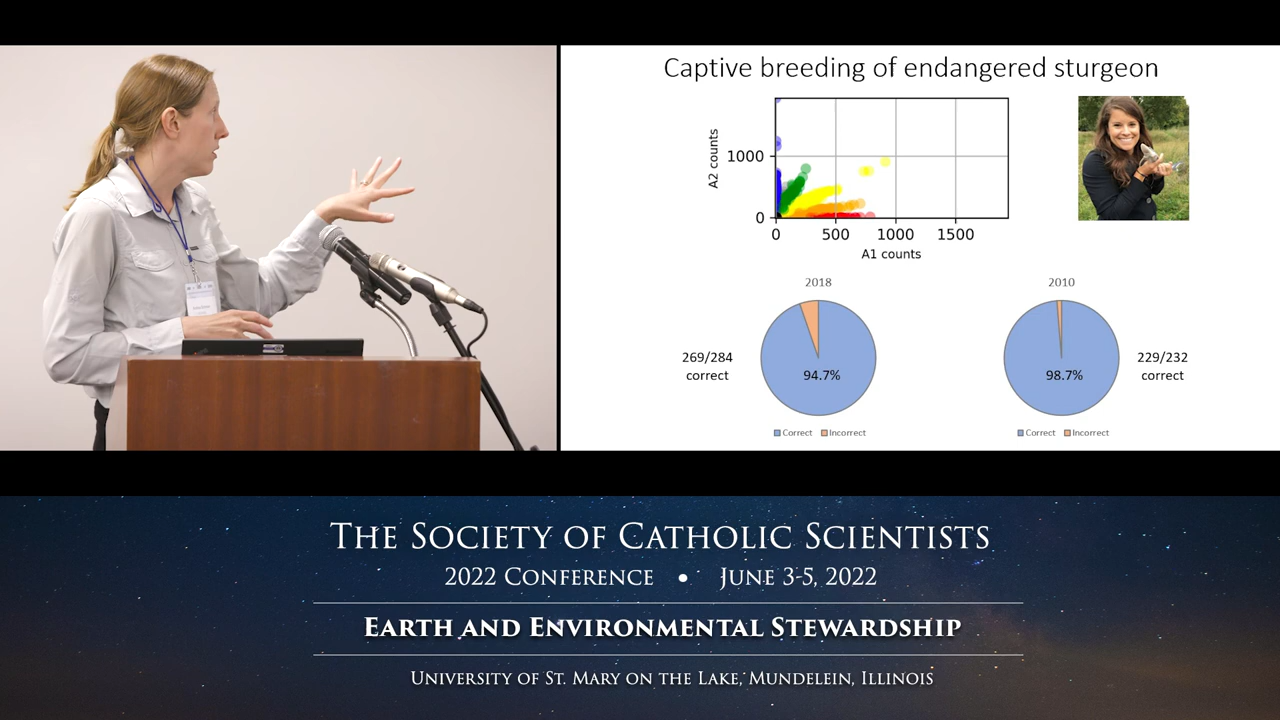 Captive breeding of endangered sturgeon
A2 counts
1000
0
0 500 1000 1500
A1 counts
2018
269/284
correct
94.7%
Correct Incorrect
2010
229/232
correct
98.7%
Correct Incorrect
THE SOCIETY OF CATHOLIC SCIENTISTS
2022 CONFERENCE • JUNE 3-5, 2022
EARTH AND ENVIRONMENTAL STEWARDSHIP
UNIVERSITY OF ST. MARY ON THE LAKE, MUNDELEIN, ILLINOIS